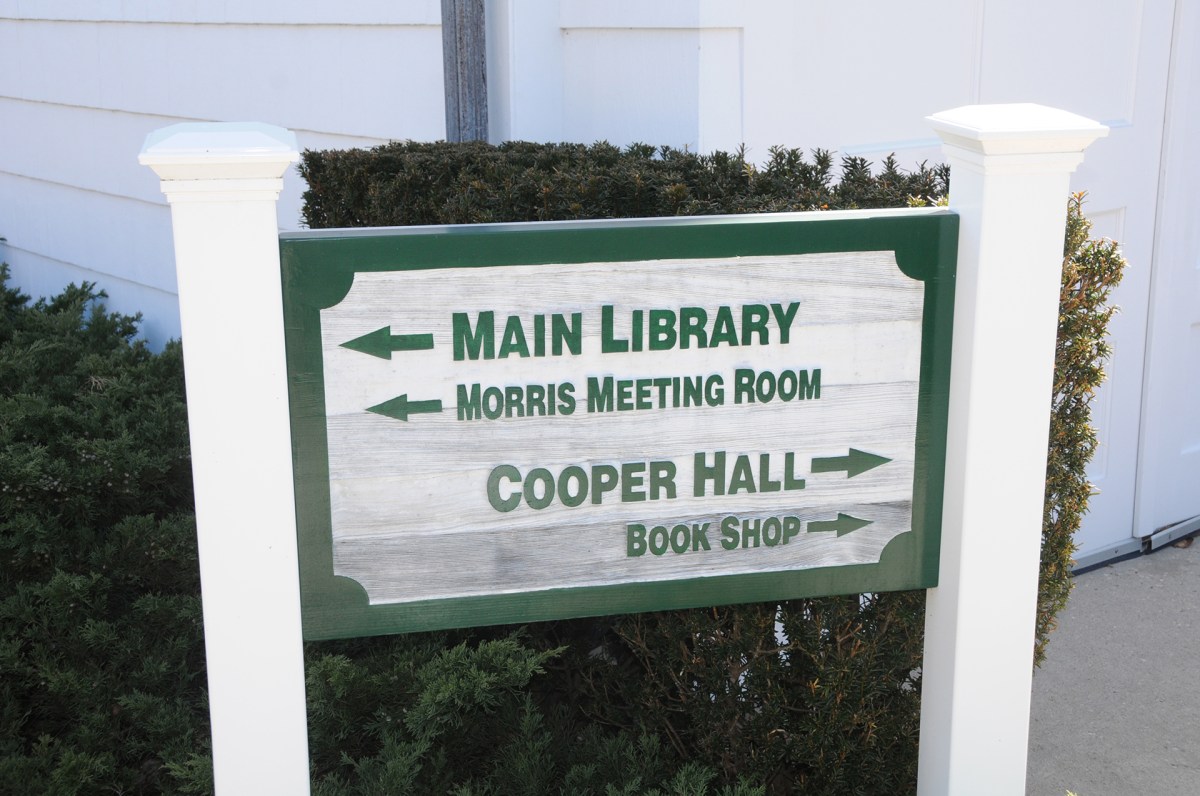 MAIN LIBRARY
MORRIS MEETING ROOM
COOPER HALL
BOOK SHOP